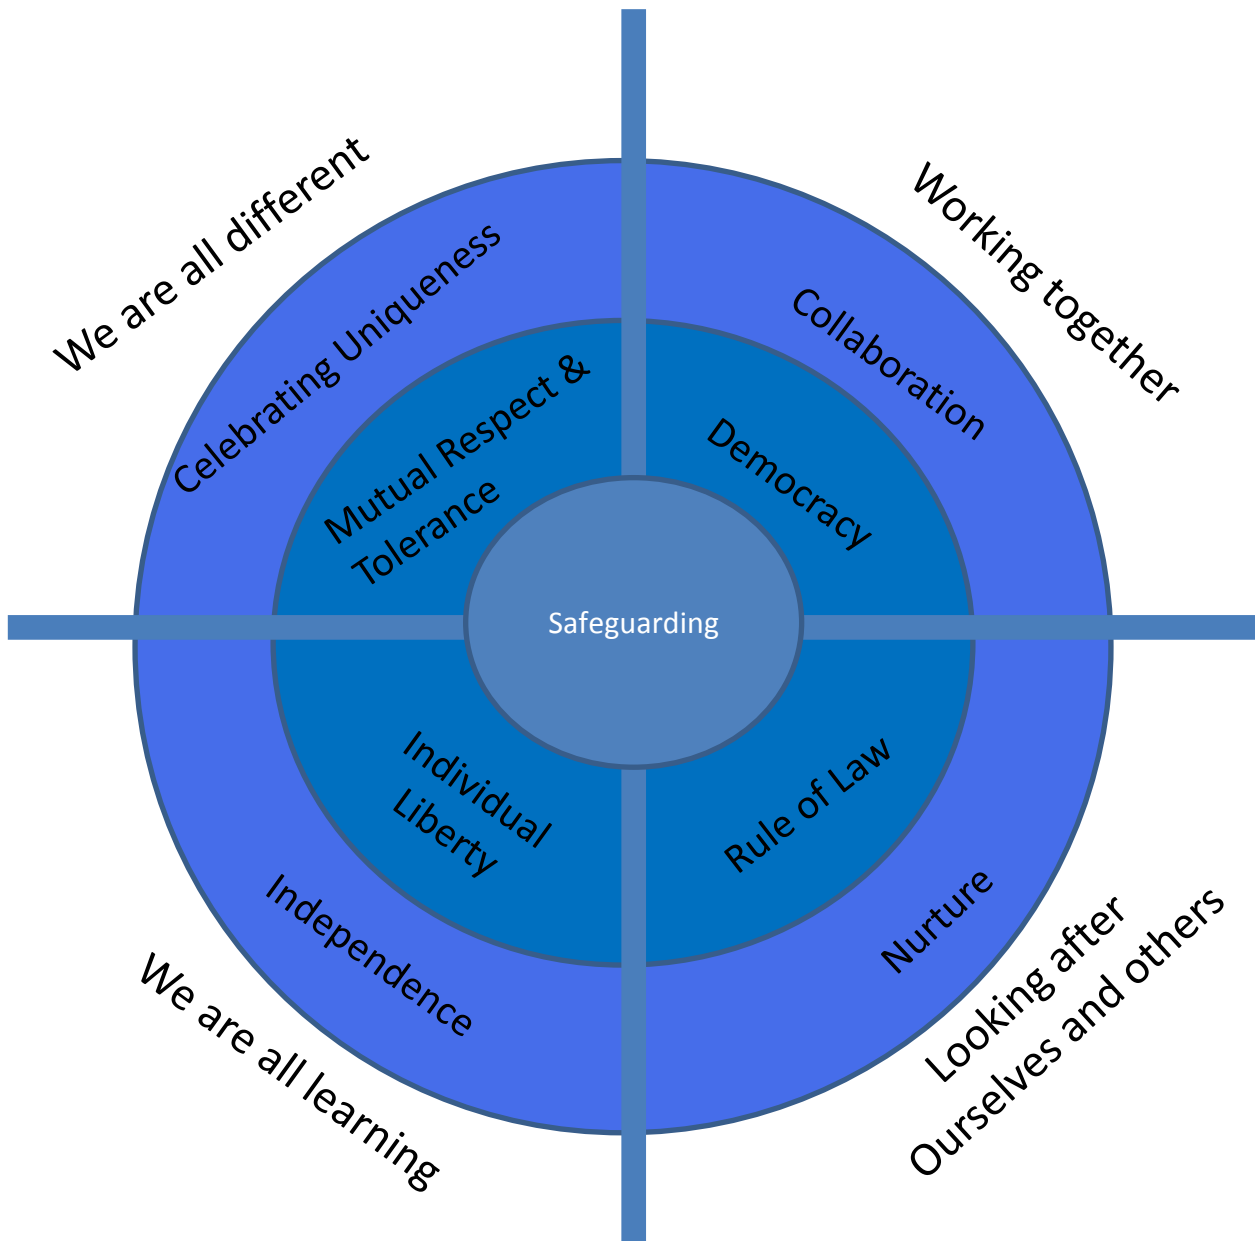 We are all different
Working together
Celebrating Uniqueness
Collaboration
Mutual Respect &
Tolerance
Democracy
Safeguarding
Individual
Liberty
Rule of Law
Independence
Nurture
We are all learning
Looking after
Ourselves and others